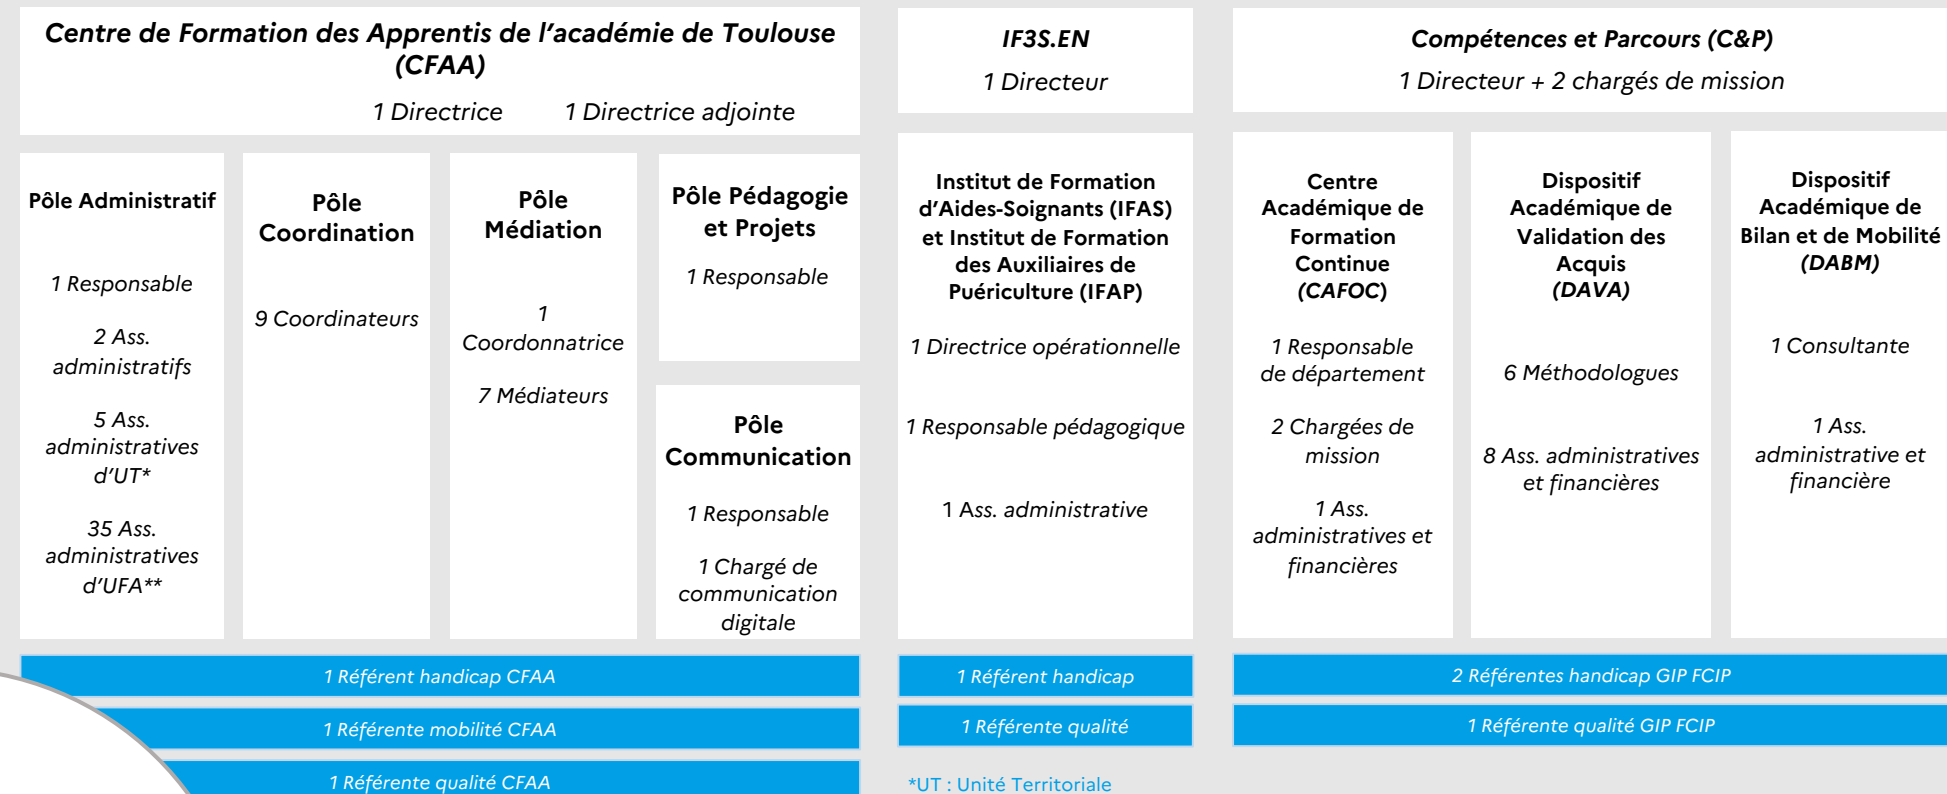 Centre de Formation des Apprentis de l'académie de Toulouse
(CFAA)
1 Directrice 1 Directrice adjointe
Pôle Administratif
1 Responsable
2 Ass.
administratifs
5 Ass.
administratives
d'UT*
35 Ass.
administratives
d'UFA**
Pôle
Coordination
9 Coordinateurs
Pôle
Médiation
1
Coordonnatrice
7 Médiateurs
Pôle Pédagogie
et Projets
1 Responsable
Pôle
Communication
1 Responsable
1 Chargé de
communication
digitale
1 Référent handicap CFAA
1 Référente mobilité CFAA
1 Référente qualité CFAA
IF3S.EN
1 Directeur
Institut de Formation
d'Aides-Soignants (IFAS)
et Institut de Formation
des Auxiliaires de
Puériculture (IFAP)
1 Directrice opérationnelle
1 Responsable pédagogique
1 Ass. administrative
1 Référent handicap
1 Référente qualité
*UT : Unité Territoriale
Compétences et Parcours (C&P)
1 Directeur + 2 chargés de mission
Centre
Académique de
Formation
Continue
(CAFOC)
1 Responsable
de département
2 Chargées de
mission
1 Ass.
administratives et
financières
Dispositif
Académique de
Validation des
Acquis
(DAVA)
6 Méthodologues
8 Ass. administratives
et financières
Dispositif
Académique de
Bilan et de Mobilité
(DABM)
1 Consultante
1 Ass.
administrative et
financière
2 Référentes handicap GIP FCIP
1 Référente qualité GIP FCIP